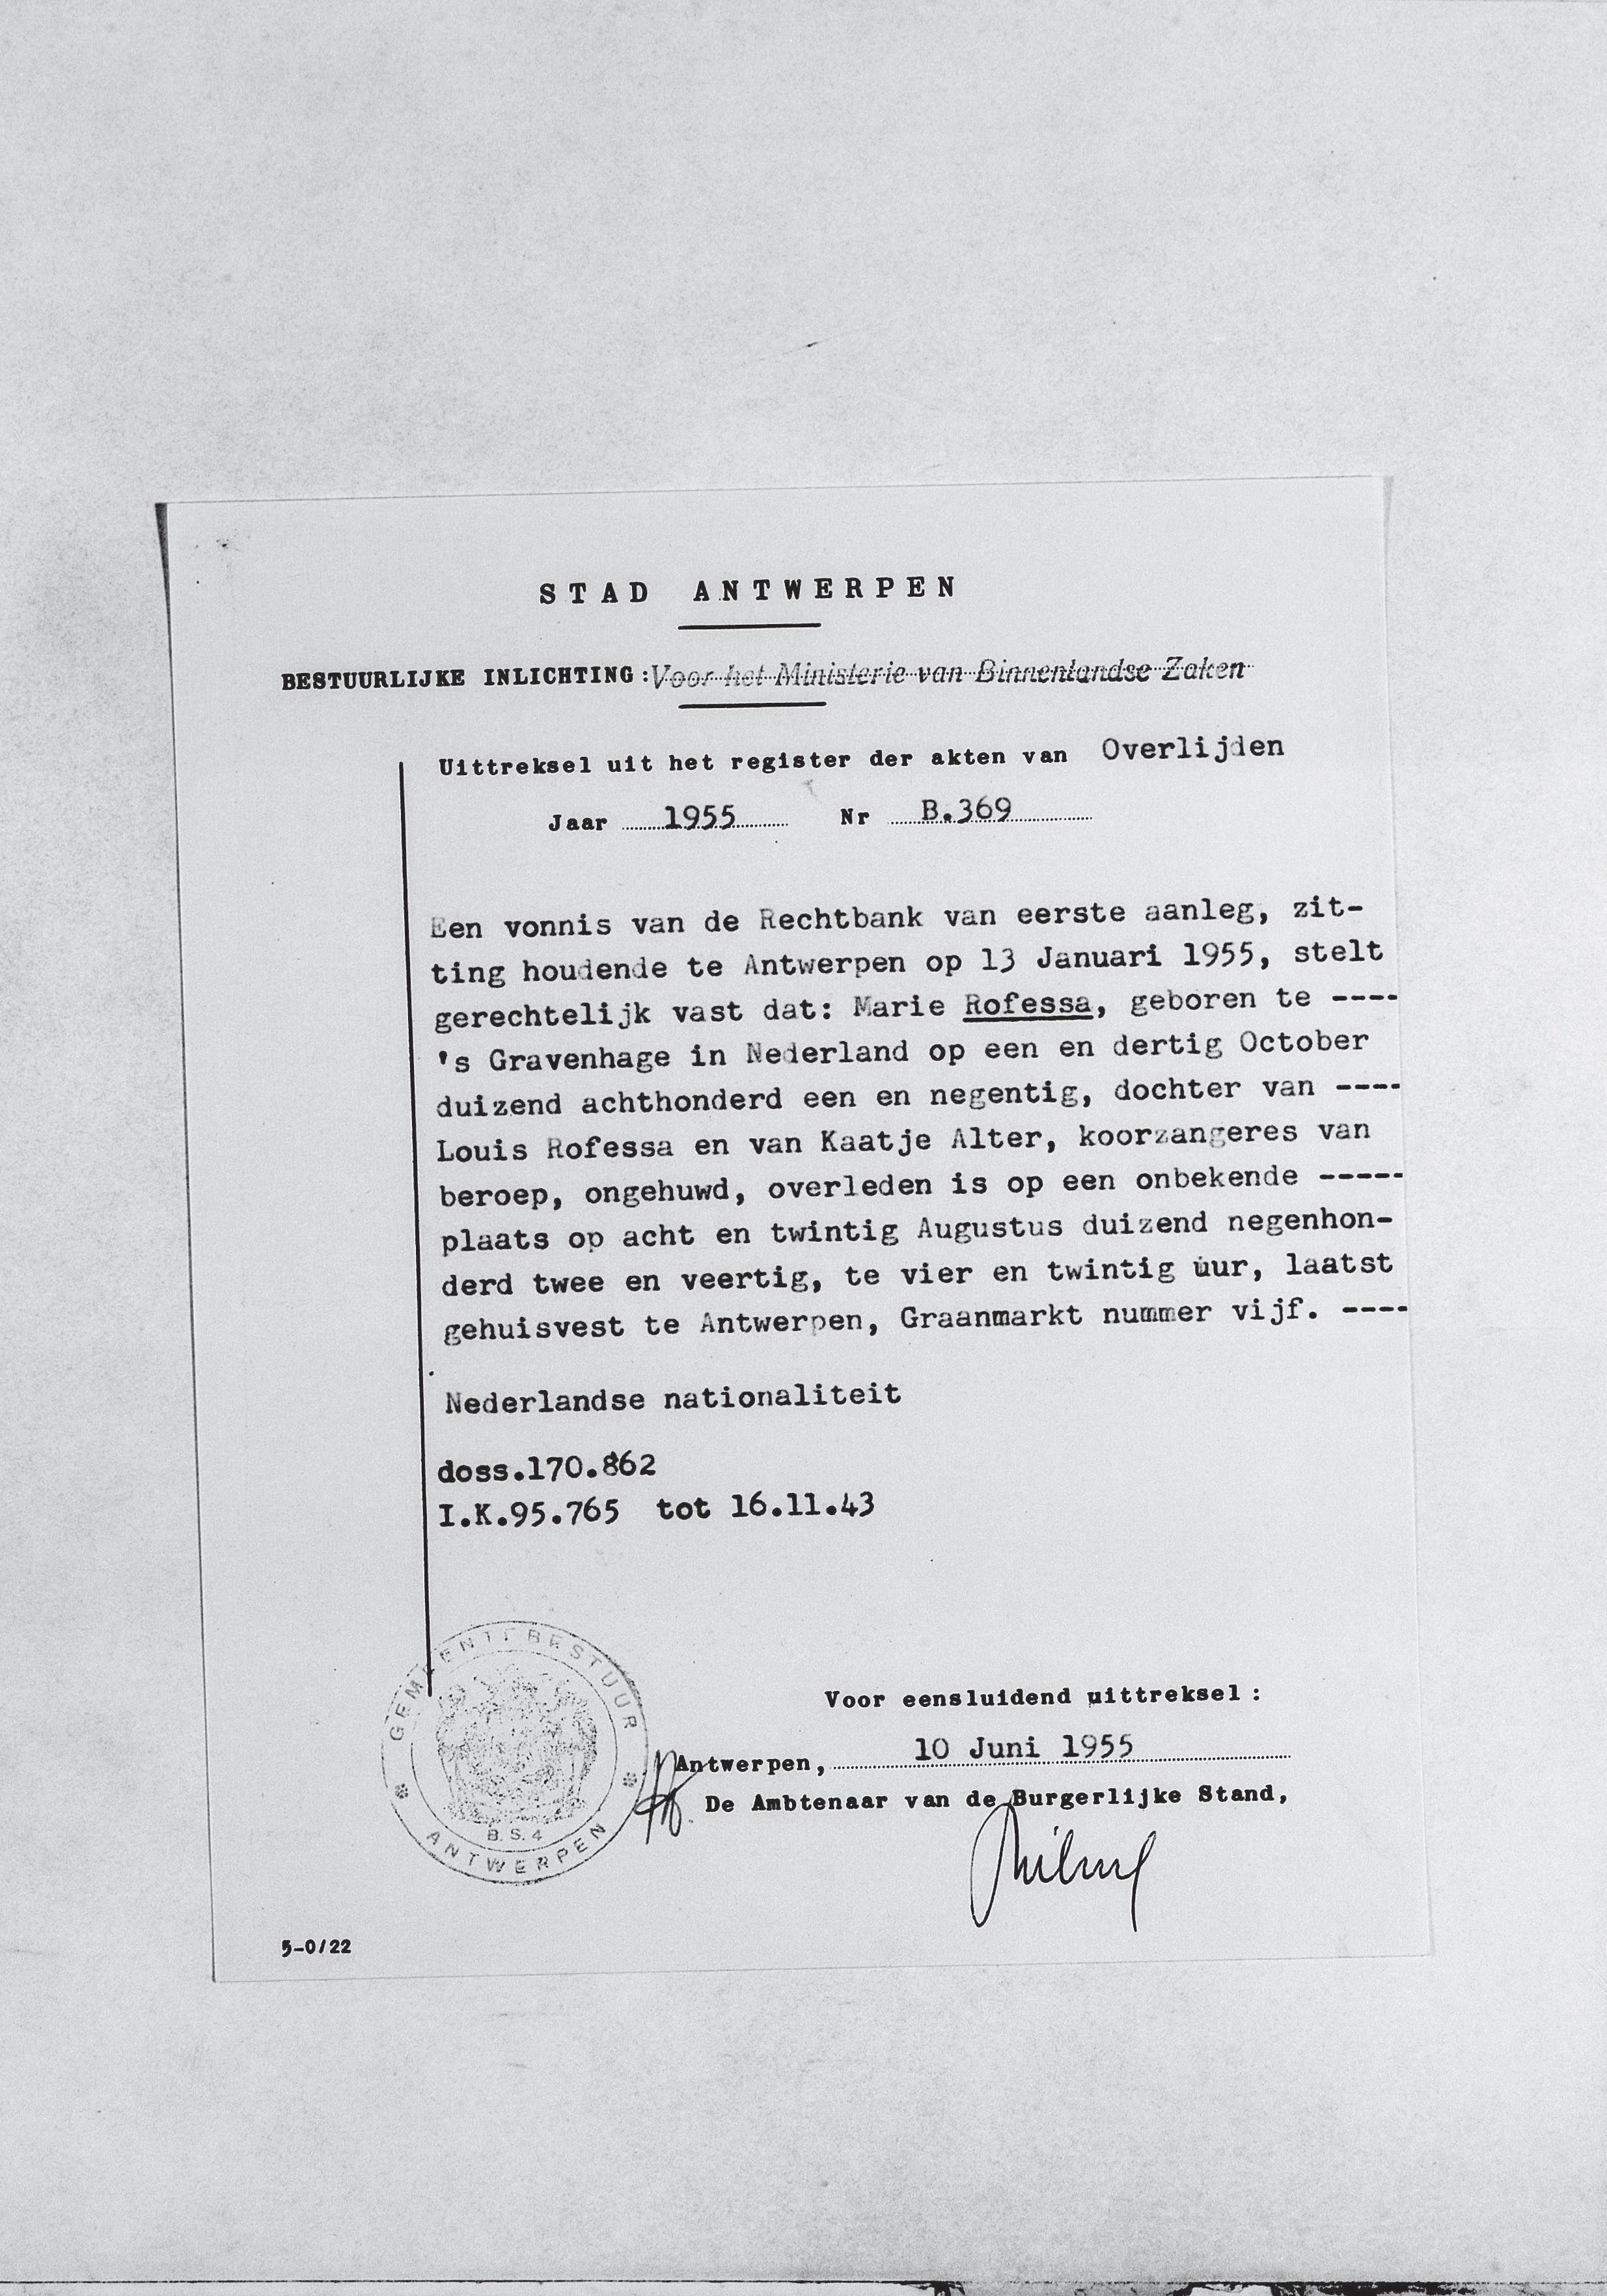 STAD ANTWERPEN
BESTUURLIJKE INLICHTING: Voor het Ministerie van Binnenlandse Zaken
Uittreksel uit het register der akten van Overlijden
Jaar 1955 Nr B.369
Een vonnis van de Rechtbank van eerste aanleg, zit-
ting houdende te Antwerpen op 13 Januari 1955, stelt
gerechtelijk vast dat: Marie Rofessa, geboren te ----
's Gravenhage in Nederland op een en dertig October
duizend achthonderd een en negentig, dochter van ----
Louis Rofessa en van Kaatje Alter, koorzangeres van
beroep, ongehuwd, overleden is op een onbekende -----
plaats op acht en twintig Augustus duizend negenhon-
derd twee en veertig, te vier en twintig uur, laatst
gehuisvest te Antwerpen, Graanmarkt nummer vijf. ----
Nederlandse nationaliteit
doss.170.862
I.K.95.765 tot 16.11.43
GEMEENTEBESTUUR
B.S.4
ANTWERPEN
Voor eensluidend uittreksel :
Antwerpen, 10 Juni 1955
De Ambtenaar van de Burgerlijke Stand,
5-0/22